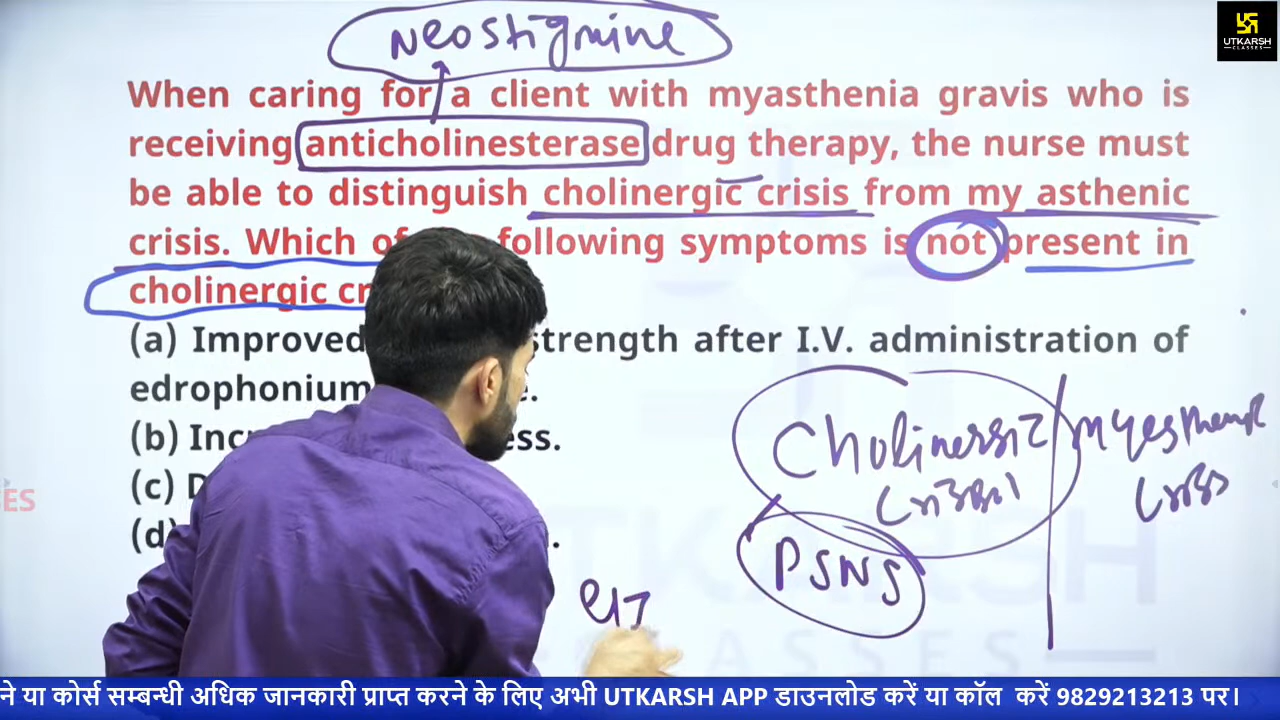 Neostigmine
UTKARSH
CLASSES
When caring for a client with myasthenia gravis who is
receiving anticholinesterase drug therapy, the nurse must
be able to distinguish cholinergic crisis from my asthenic
crisis. Which of following symptoms is not present in
cholinergic cr
(a) Improved strength after I.V. administration of
edrophonium e.
(b) Inc ess.
(c) D
(d) .
Cholinergic
myasthenic
crisis
PSNS
ES
ने या कोर्स सम्बन्धी अधिक जानकारी प्राप्त करने के लिए अभी UTKARSH APP डाउनलोड करें या कॉल करें 9829213213 पर।